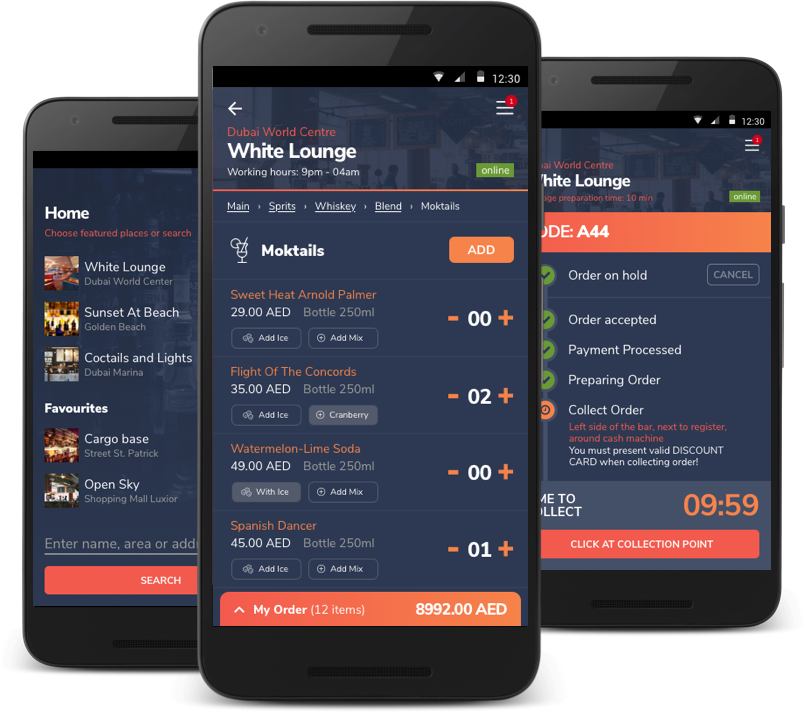 Home
Choose featured places or search
White Lounge
Dubai World Center
Sunset At Beach
Golden Beach
Coctails and Lights
Dubai Marina
Favourites
Cargo base
Street St. Patrick
Open Sky
Shopping Mall Luxior
Enter name, area or addr
SEARCH
12:30
1
Dubai World Centre
White Lounge
Working hours: 9pm - 04am
online
Main › Sprits › Whiskey › Blend › Moktails
Moktails
ADD
Sweet Heat Arnold Palmer
29.00 AED Bottle 250ml
- 00 +
Add Ice Add Mix
Flight Of The Concords
35.00 AED Bottle 250ml
- 02 +
Add Ice Cranberry
Watermelon-Lime Soda
49.00 AED Bottle 250ml
- 00 +
With Ice Add Mix
Spanish Dancer
45.00 AED Bottle 250ml
- 01 +
Add Ice Add Mix
My Order (12 items) 8992.00 AED
12:30
1
ai World Centre
hite Lounge
ge preparation time: 10 min
online
ODE: A44
Order on hold
CANCEL
Order accepted
Payment Processed
Preparing Order
Collect Order
Left side of the bar, next to register,
around cash machine
You must present valid DISCOUNT
CARD when collecting order!
ME TO
OLLECT
09:59
CLICK AT COLLECTION POINT